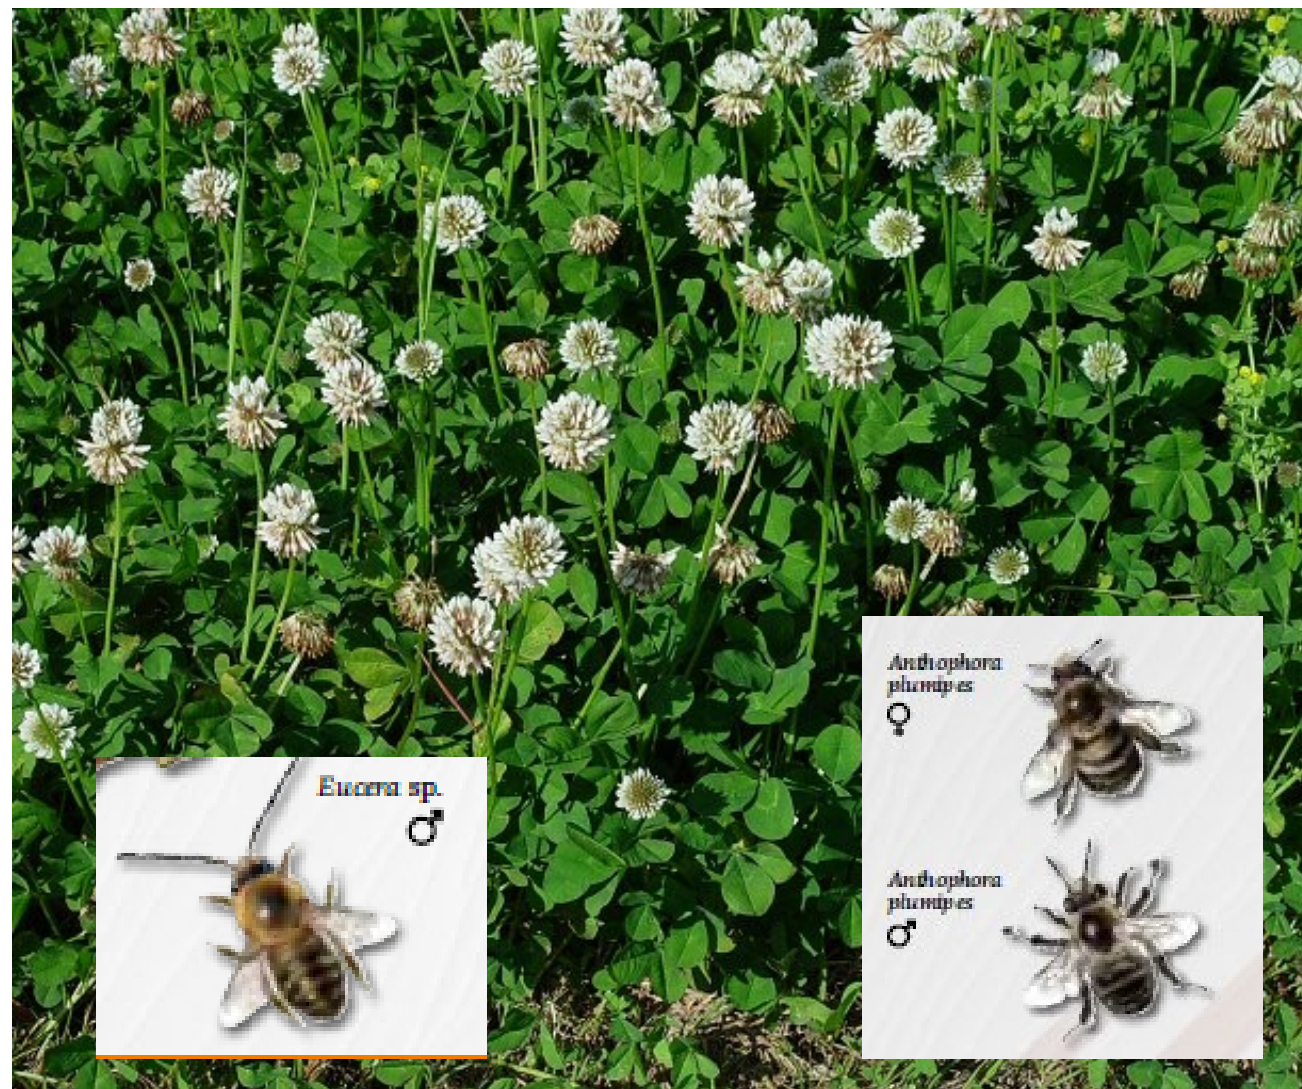 Eucera sp.
♂
Anthophora
plumipes
♀
Anthophora
plumipes
♂